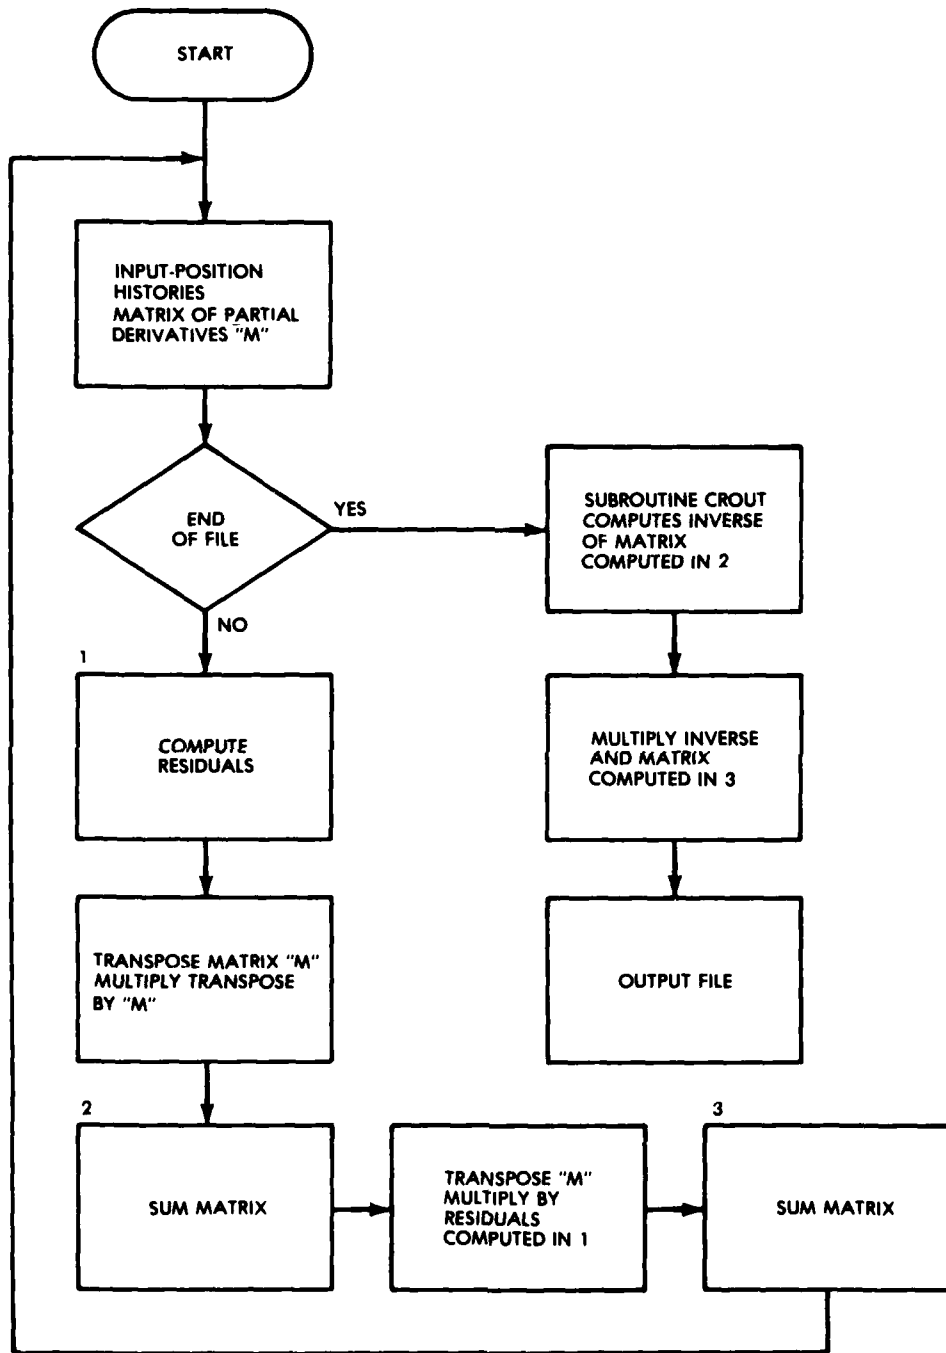 START
INPUT-POSITION
HISTORIES
MATRIX OF PARTIAL
DERIVATIVES "M"
END
OF FILE
YES
NO
SUBROUTINE CROUT
COMPUTES INVERSE
OF MATRIX
COMPUTED IN 2
1
COMPUTE
RESIDUALS
MULTIPLY INVERSE
AND MATRIX
COMPUTED IN 3
TRANSPOSE MATRIX "M"
MULTIPLY TRANSPOSE
BY "M"
OUTPUT FILE
2
SUM MATRIX
TRANSPOSE "M"
MULTIPLY BY
RESIDUALS
COMPUTED IN 1
3
SUM MATRIX